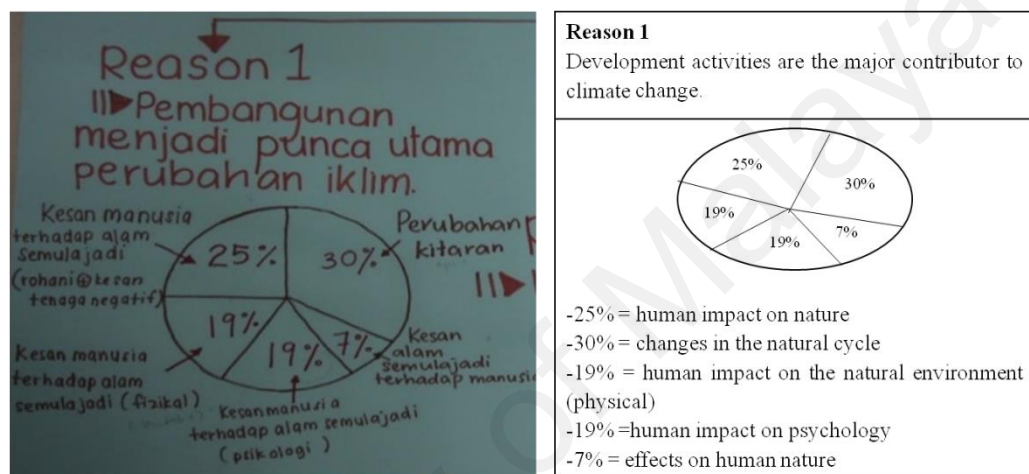 Reason 1
Pembangunan
menjadi punca utama
perubahan iklim.
Kesan manusia
terhadap alam
semulajadi
(rohani kesan
tenaga negatif)
25%
30%
Perubahan
kitaran
19%
19%
7%
Kesan
alam
semulajadi
terhadap manusia
Kesan manusia
terhadap alam
semulajadi (fizikal)
Kesan manusia
terhadap alam semulajadi
(psikologi)
Reason 1
Development activities are the major contributor to
climate change.
25%
30%
19%
7%
19%
-25% = human impact on nature
-30% = changes in the natural cycle
-19% = human impact on the natural environment
(physical)
-19% =human impact on psychology
-7% = effects on human nature
of Malaya